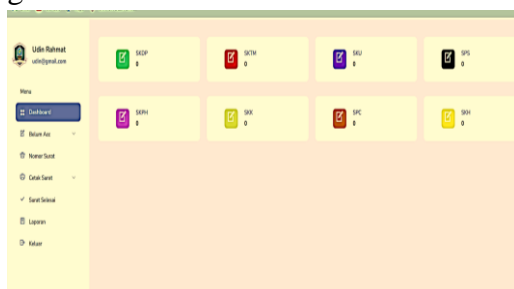 Udin Rahmat
udin@gmail.com
Menu
Dashboard
Belum Acc
Nomor Surat
Cetak Surat
Surat Selesai
Laporan
Keluar
SKDP
0
SKTM
0
SKU
0
SPS
0
SKPH
0
SKK
0
SPC
0
SKH
0